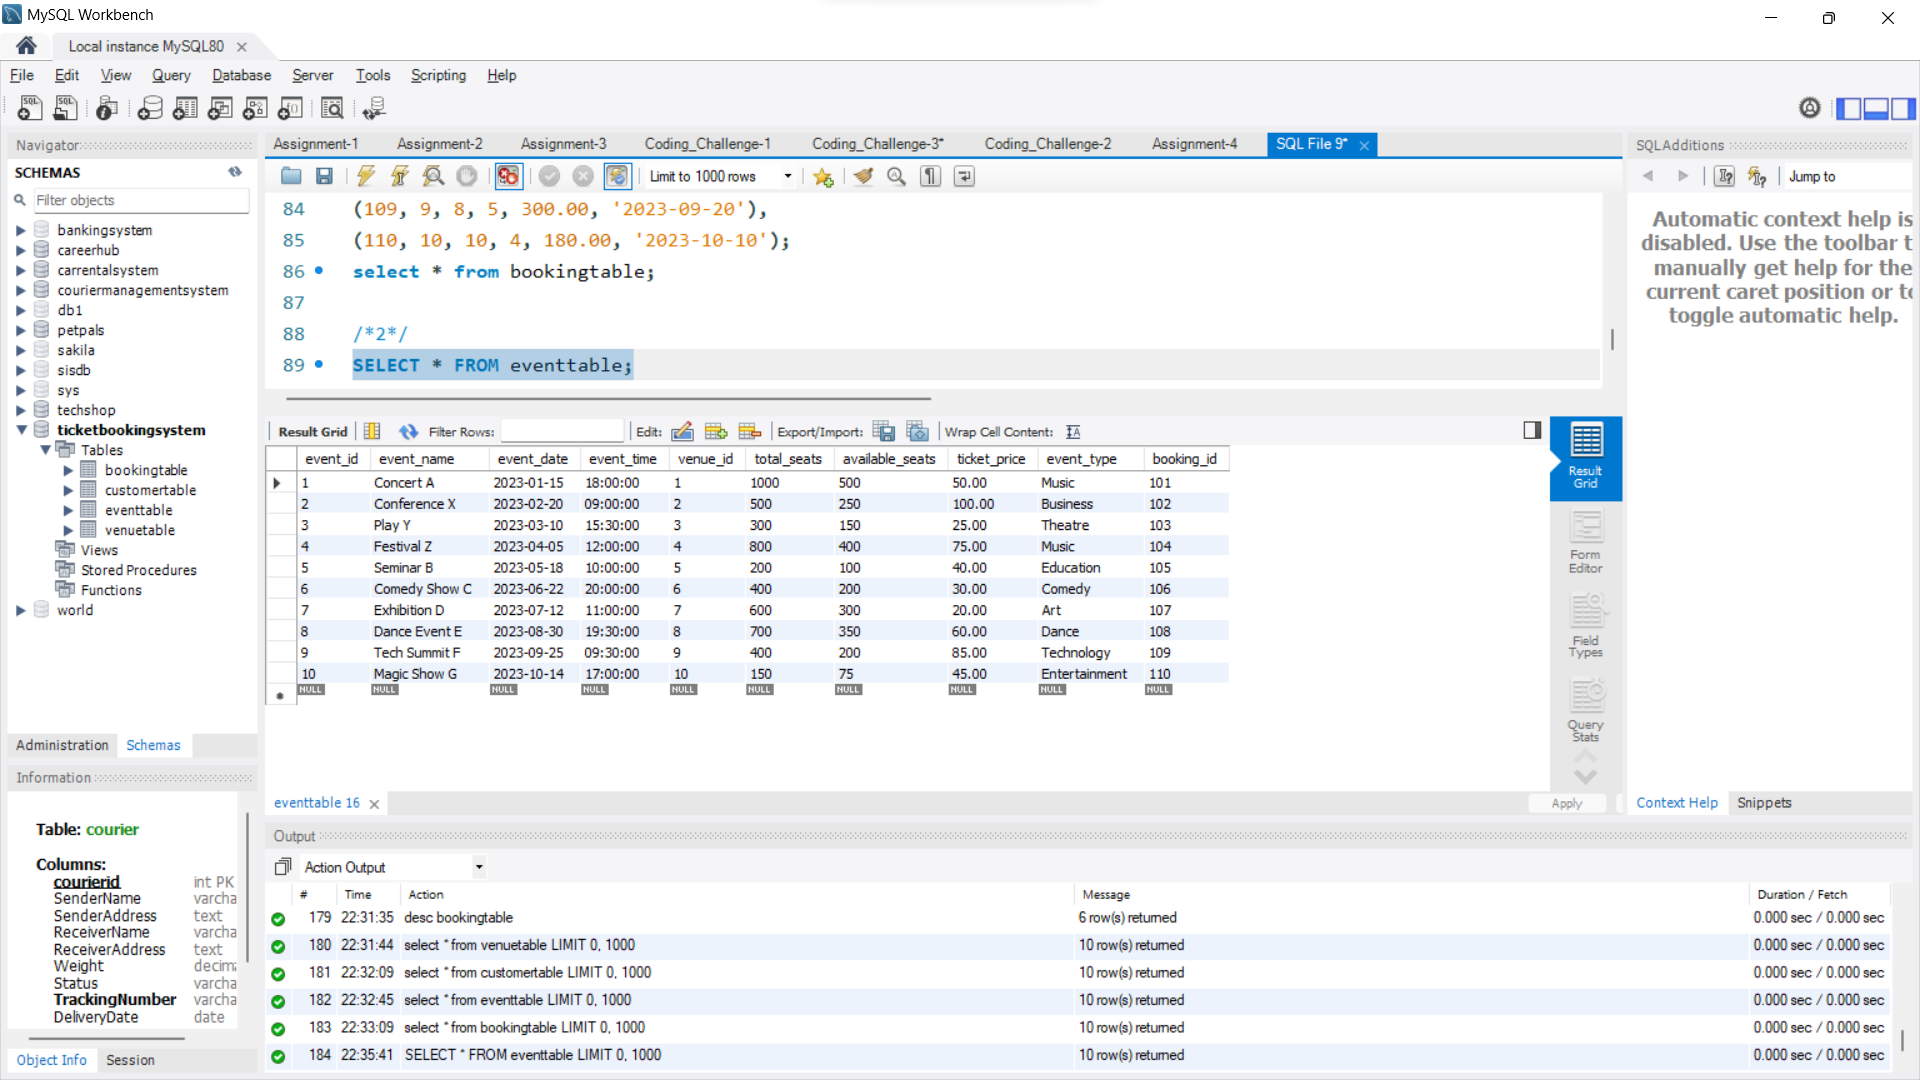 MySQL Workbench
Local instance MySQL80
File Edit View Query Database Server Tools Scripting Help
Navigator
SCHEMAS
Filter objects
bankingsystem
careerhub
carrentalsystem
couriermanagementsystem
db1
petpals
sakila
sisdb
sys
techshop
ticketbookingsystem
Tables
bookingtable
customertable
eventtable
venuetable
Views
Stored Procedures
Functions
world
Administration Schemas
Information
Table: courier
Columns:
courierid int PK
SenderName varcha
SenderAddress text
ReceiverName varcha
ReceiverAddress text
Weight decima
Status varcha
TrackingNumber varcha
DeliveryDate date
Object Info Session
Assignment-1 Assignment-2 Assignment-3 Coding_Challenge-1 Coding_Challenge-3* Coding_Challenge-2 Assignment-4 SQL File 9*
Limit to 1000 rows
84 (109, 9, 8, 5, 300.00, '2023-09-20'),
85 (110, 10, 10, 4, 180.00, '2023-10-10');
86 select * from bookingtable;
87
88 /*2*/
89 SELECT * FROM eventtable;
Result Grid Filter Rows: Edit: Export/Import: Wrap Cell Content: IA
event_id event_name event_date event_time venue_id total_seats available_seats ticket_price event_type booking_id
1 Concert A 2023-01-15 18:00:00 1 1000 500 50.00 Music 101
2 Conference X 2023-02-20 09:00:00 2 500 250 100.00 Business 102
3 Play Y 2023-03-10 15:30:00 3 300 150 25.00 Theatre 103
4 Festival Z 2023-04-05 12:00:00 4 800 400 75.00 Music 104
5 Seminar B 2023-05-18 10:00:00 5 200 100 40.00 Education 105
6 Comedy Show C 2023-06-22 20:00:00 6 400 200 30.00 Comedy 106
7 Exhibition D 2023-07-12 11:00:00 7 600 300 20.00 Art 107
8 Dance Event E 2023-08-30 19:30:00 8 700 350 60.00 Dance 108
9 Tech Summit F 2023-09-25 09:30:00 9 400 200 85.00 Technology 109
10 Magic Show G 2023-10-14 17:00:00 10 150 75 45.00 Entertainment 110
NULL NULL NULL NULL NULL NULL NULL NULL NULL NULL
Result Grid
Form Editor
Field Types
Query Stats
eventtable 16
Apply
SQLAdditions
Jump to
Automatic context help is
disabled. Use the toolbar t
manually get help for the
current caret position or to
toggle automatic help.
Context Help Snippets
Output
Action Output
# Time Action Message Duration / Fetch
179 22:31:35 desc bookingtable 6 row(s) returned 0.000 sec / 0.000 sec
180 22:31:44 select * from venuetable LIMIT 0, 1000 10 row(s) returned 0.000 sec / 0.000 sec
181 22:32:09 select * from customertable LIMIT 0, 1000 10 row(s) returned 0.000 sec / 0.000 sec
182 22:32:45 select * from eventtable LIMIT 0, 1000 10 row(s) returned 0.000 sec / 0.000 sec
183 22:33:09 select * from bookingtable LIMIT 0, 1000 10 row(s) returned 0.000 sec / 0.000 sec
184 22:35:41 SELECT * FROM eventtable LIMIT 0, 1000 10 row(s) returned 0.000 sec / 0.000 sec